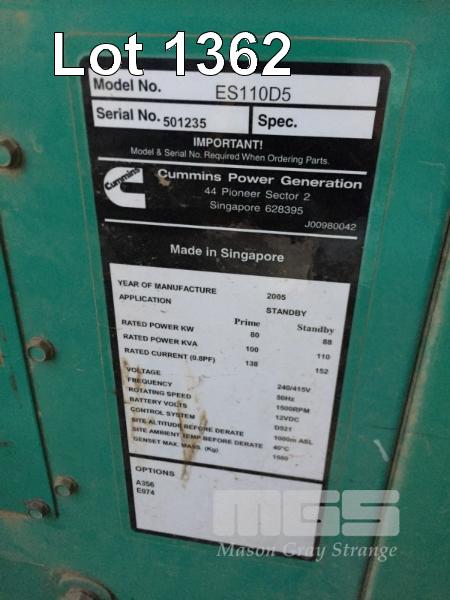 Lot 1362
Model No. ES110D5
Serial No. 501235 Spec.
IMPORTANT!
Model & Serial No. Required When Ordering Parts.
Cummins
Cummins Power Generation
44 Pioneer Sector 2
Singapore 628395
J00980042
Made in Singapore
YEAR OF MANUFACTURE 2005
APPLICATION STANDBY
Prime Standby
RATED POWER KW 80 88
RATED POWER KVA 100 110
RATED CURRENT (0.8PF) 138 152
VOLTAGE 240/415V
FREQUENCY 50Hz
ROTATING SPEED 1500RPM
BATTERY VOLTS 12VDC
CONTROL SYSTEM DS21
SITE ALTITUDE BEFORE DERATE 1000m ASL
SITE AMBIENT TEMP BEFORE DERATE 40°C
GENSET MAX. MASS. (Kg) 1580
OPTIONS
A356
E074
MGS
Mason Gray Strange